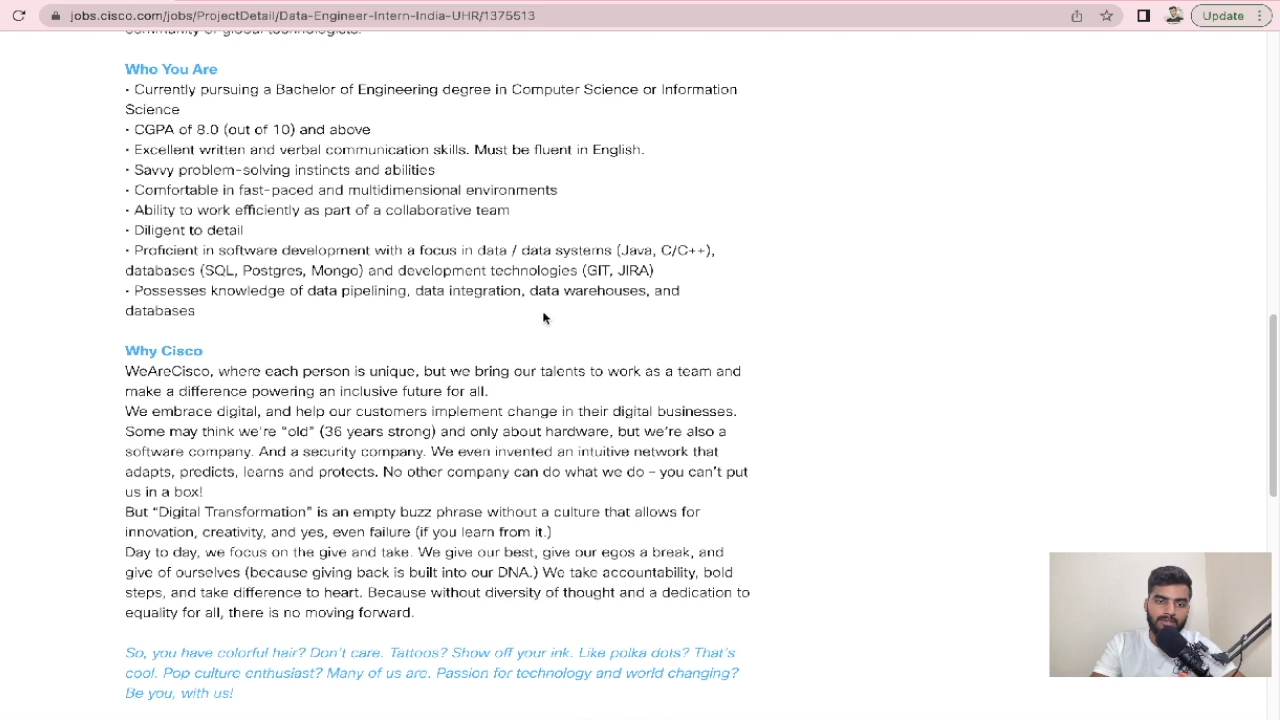 jobs.cisco.com/jobs/ProjectDetail/Data-Engineer-Intern-India-UHR/1375513
Update
community of global technologists.
Who You Are
• Currently pursuing a Bachelor of Engineering degree in Computer Science or Information
Science
• CGPA of 8.0 (out of 10) and above
• Excellent written and verbal communication skills. Must be fluent in English.
• Savvy problem-solving instincts and abilities
• Comfortable in fast-paced and multidimensional environments
• Ability to work efficiently as part of a collaborative team
• Diligent to detail
• Proficient in software development with a focus in data / data systems (Java, C/C++),
databases (SQL, Postgres, Mongo) and development technologies (GIT, JIRA)
• Possesses knowledge of data pipelining, data integration, data warehouses, and
databases
Why Cisco
WeAreCisco, where each person is unique, but we bring our talents to work as a team and
make a difference powering an inclusive future for all.
We embrace digital, and help our customers implement change in their digital businesses.
Some may think we're “old” (36 years strong) and only about hardware, but we're also a
software company. And a security company. We even invented an intuitive network that
adapts, predicts, learns and protects. No other company can do what we do – you can't put
us in a box!
But “Digital Transformation” is an empty buzz phrase without a culture that allows for
innovation, creativity, and yes, even failure (if you learn from it.)
Day to day, we focus on the give and take. We give our best, give our egos a break, and
give of ourselves (because giving back is built into our DNA.) We take accountability, bold
steps, and take difference to heart. Because without diversity of thought and a dedication to
equality for all, there is no moving forward.
So, you have colorful hair? Don't care. Tattoos? Show off your ink. Like polka dots? That's
cool. Pop culture enthusiast? Many of us are. Passion for technology and world changing?
Be you, with us!